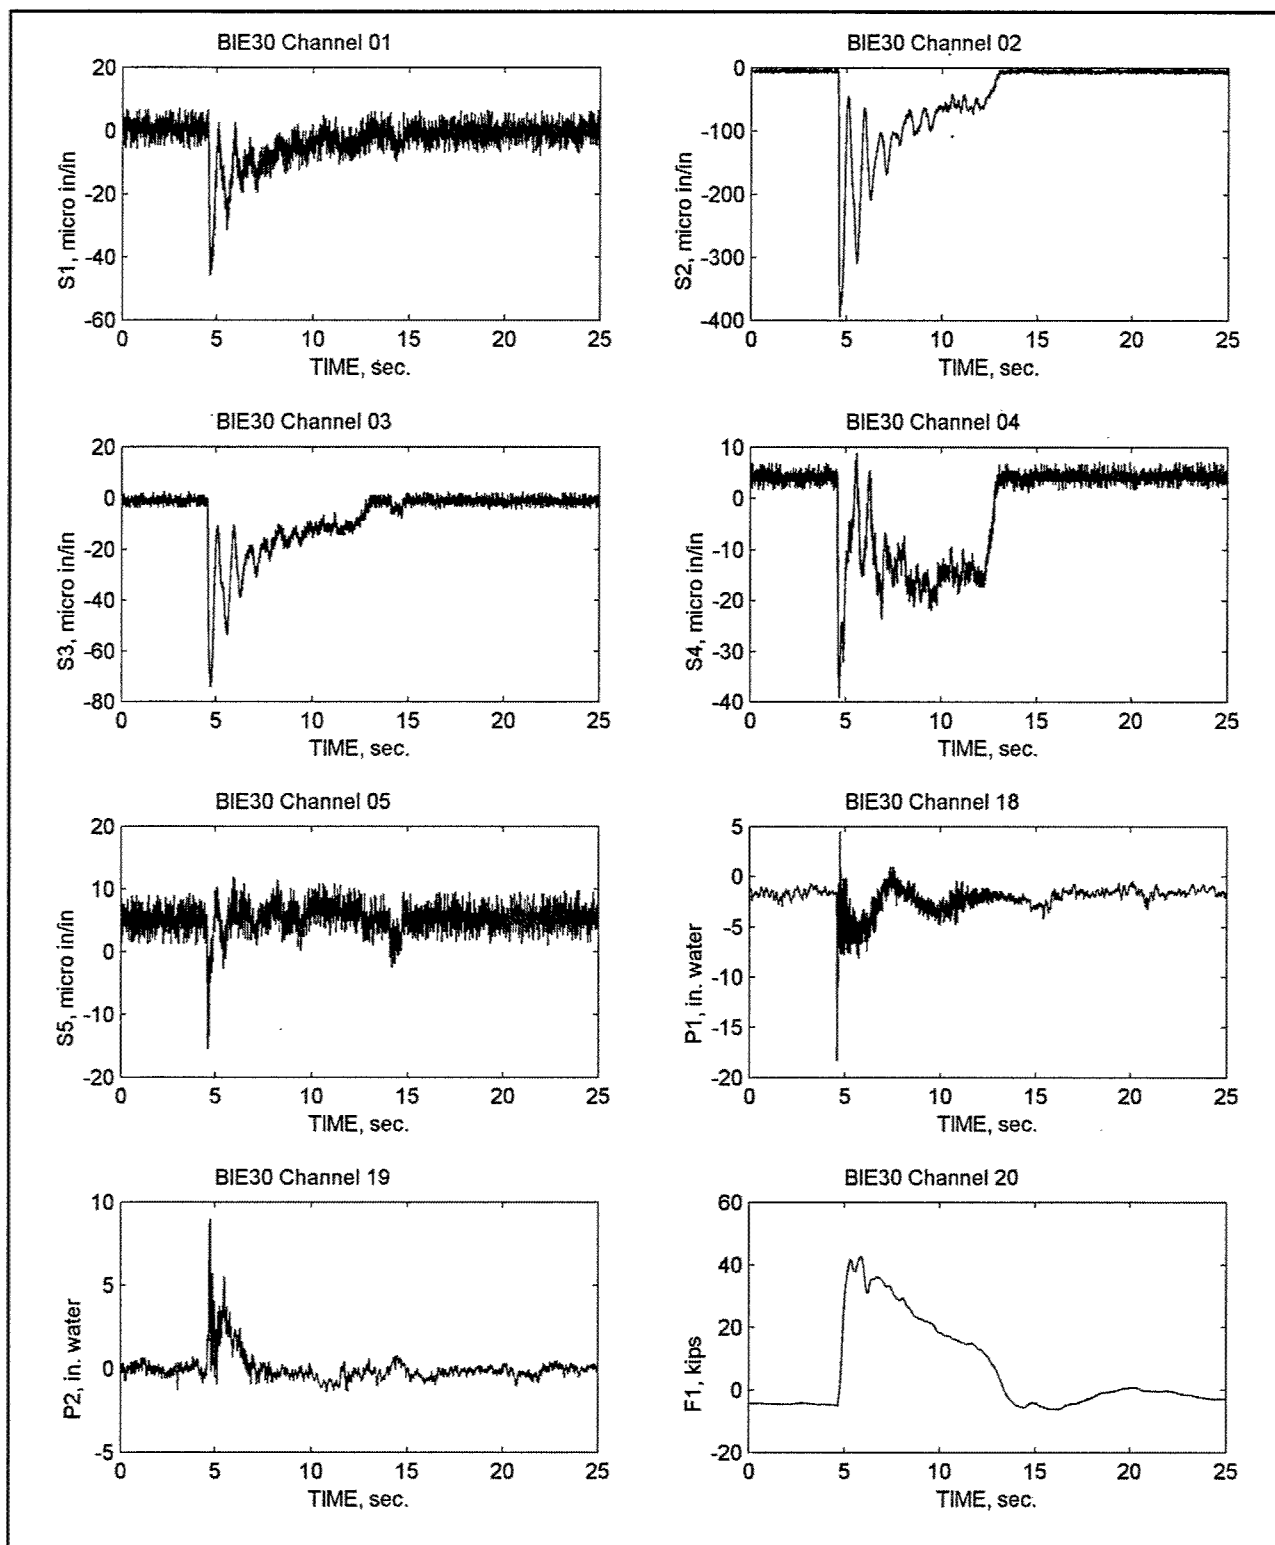 BIE30 Channel 01
20
0
-20
-40
-60
S1, micro in/in
0 5 10 15 20 25
TIME, sec.
BIE30 Channel 02
0
-100
-200
-300
-400
S2, micro in/in
0 5 10 15 20 25
TIME, sec.
BIE30 Channel 03
20
0
-20
-40
-60
-80
S3, micro in/in
0 5 10 15 20 25
TIME, sec.
BIE30 Channel 04
10
0
-10
-20
-30
-40
S4, micro in/in
0 5 10 15 20 25
TIME, sec.
BIE30 Channel 05
20
10
0
-10
-20
S5, micro in/in
0 5 10 15 20 25
TIME, sec.
BIE30 Channel 18
5
0
-5
-10
-15
-20
P1, in. water
0 5 10 15 20 25
TIME, sec.
BIE30 Channel 19
10
5
0
-5
P2, in. water
0 5 10 15 20 25
TIME, sec.
BIE30 Channel 20
60
40
20
0
-20
F1, kips
0 5 10 15 20 25
TIME, sec.